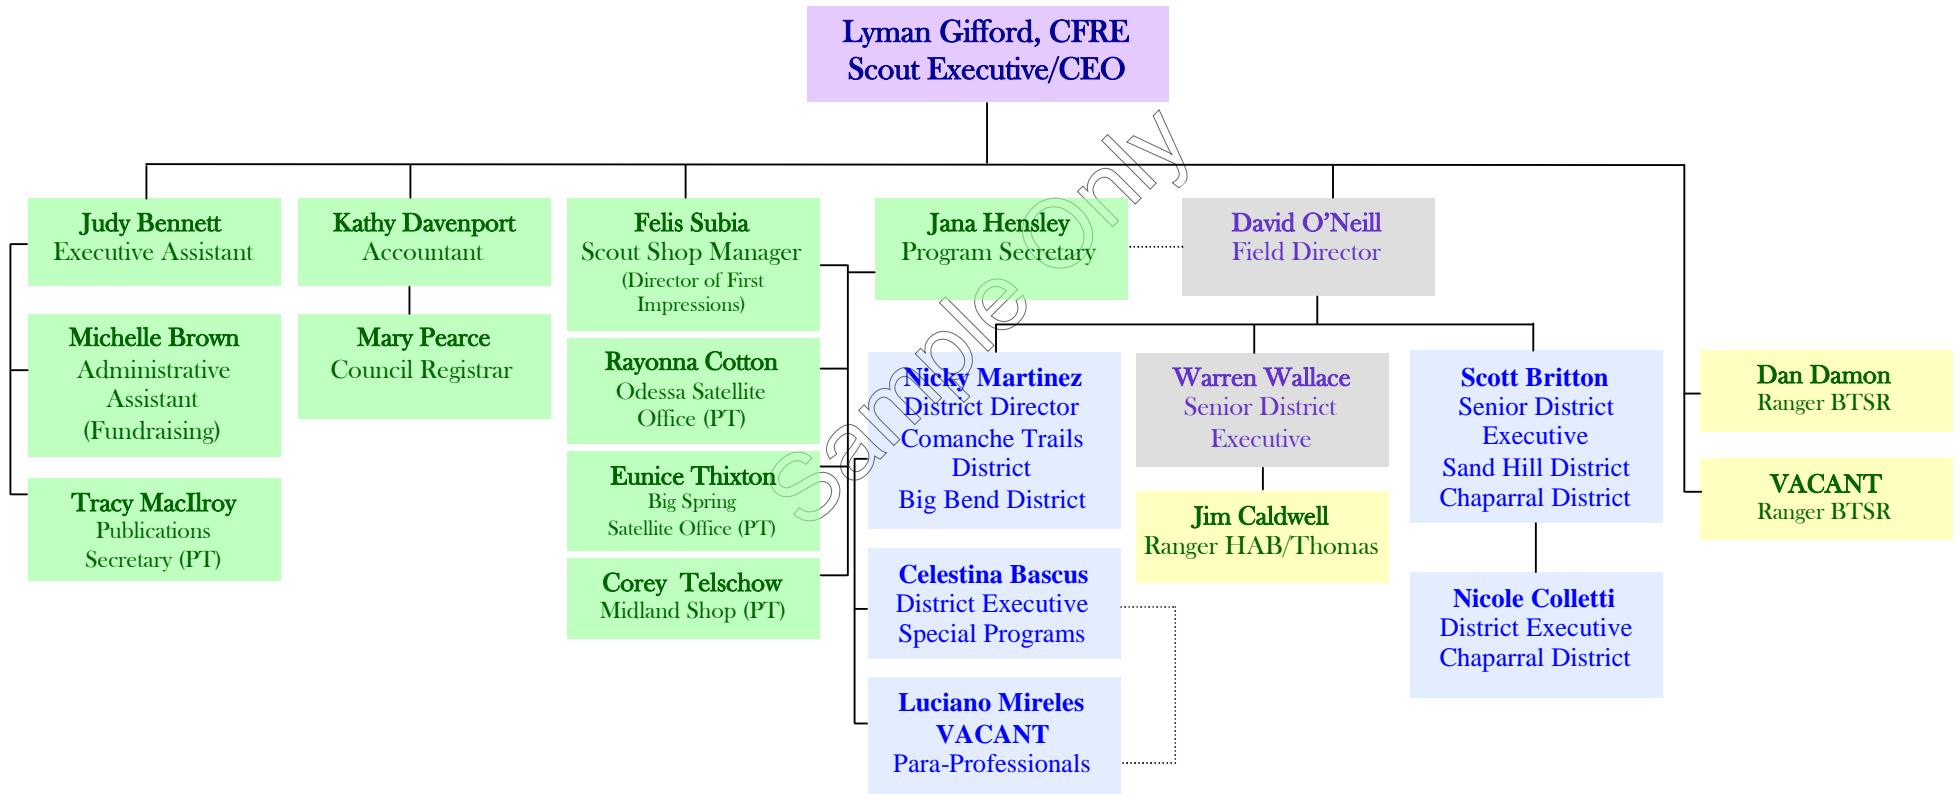 Lyman Gifford, CFRE
Scout Executive/CEO
Judy Bennett
Executive Assistant
Kathy Davenport
Accountant
Felis Subia
Scout Shop Manager
(Director of First
Impressions)
Jana Hensley
Program Secretary
David O’Neill
Field Director
Michelle Brown
Administrative
Assistant
(Fundraising)
Mary Pearce
Council Registrar
Rayonna Cotton
Odessa Satellite
Office (PT)
Nicky Martinez
District Director
Comanche Trails
District
Big Bend District
Warren Wallace
Senior District
Executive
Scott Britton
Senior District
Executive
Sand Hill District
Chaparral District
Dan Damon
Ranger BTSR
Eunice Thixton
Big Spring
Satellite Office (PT)
VACANT
Ranger BTSR
Tracy MacIlroy
Publications
Secretary (PT)
Jim Caldwell
Ranger HAB/Thomas
Corey Telschow
Midland Shop (PT)
Celestina Bascus
District Executive
Special Programs
Nicole Colletti
District Executive
Chaparral District
Luciano Mireles
VACANT
Para-Professionals
Sample Only